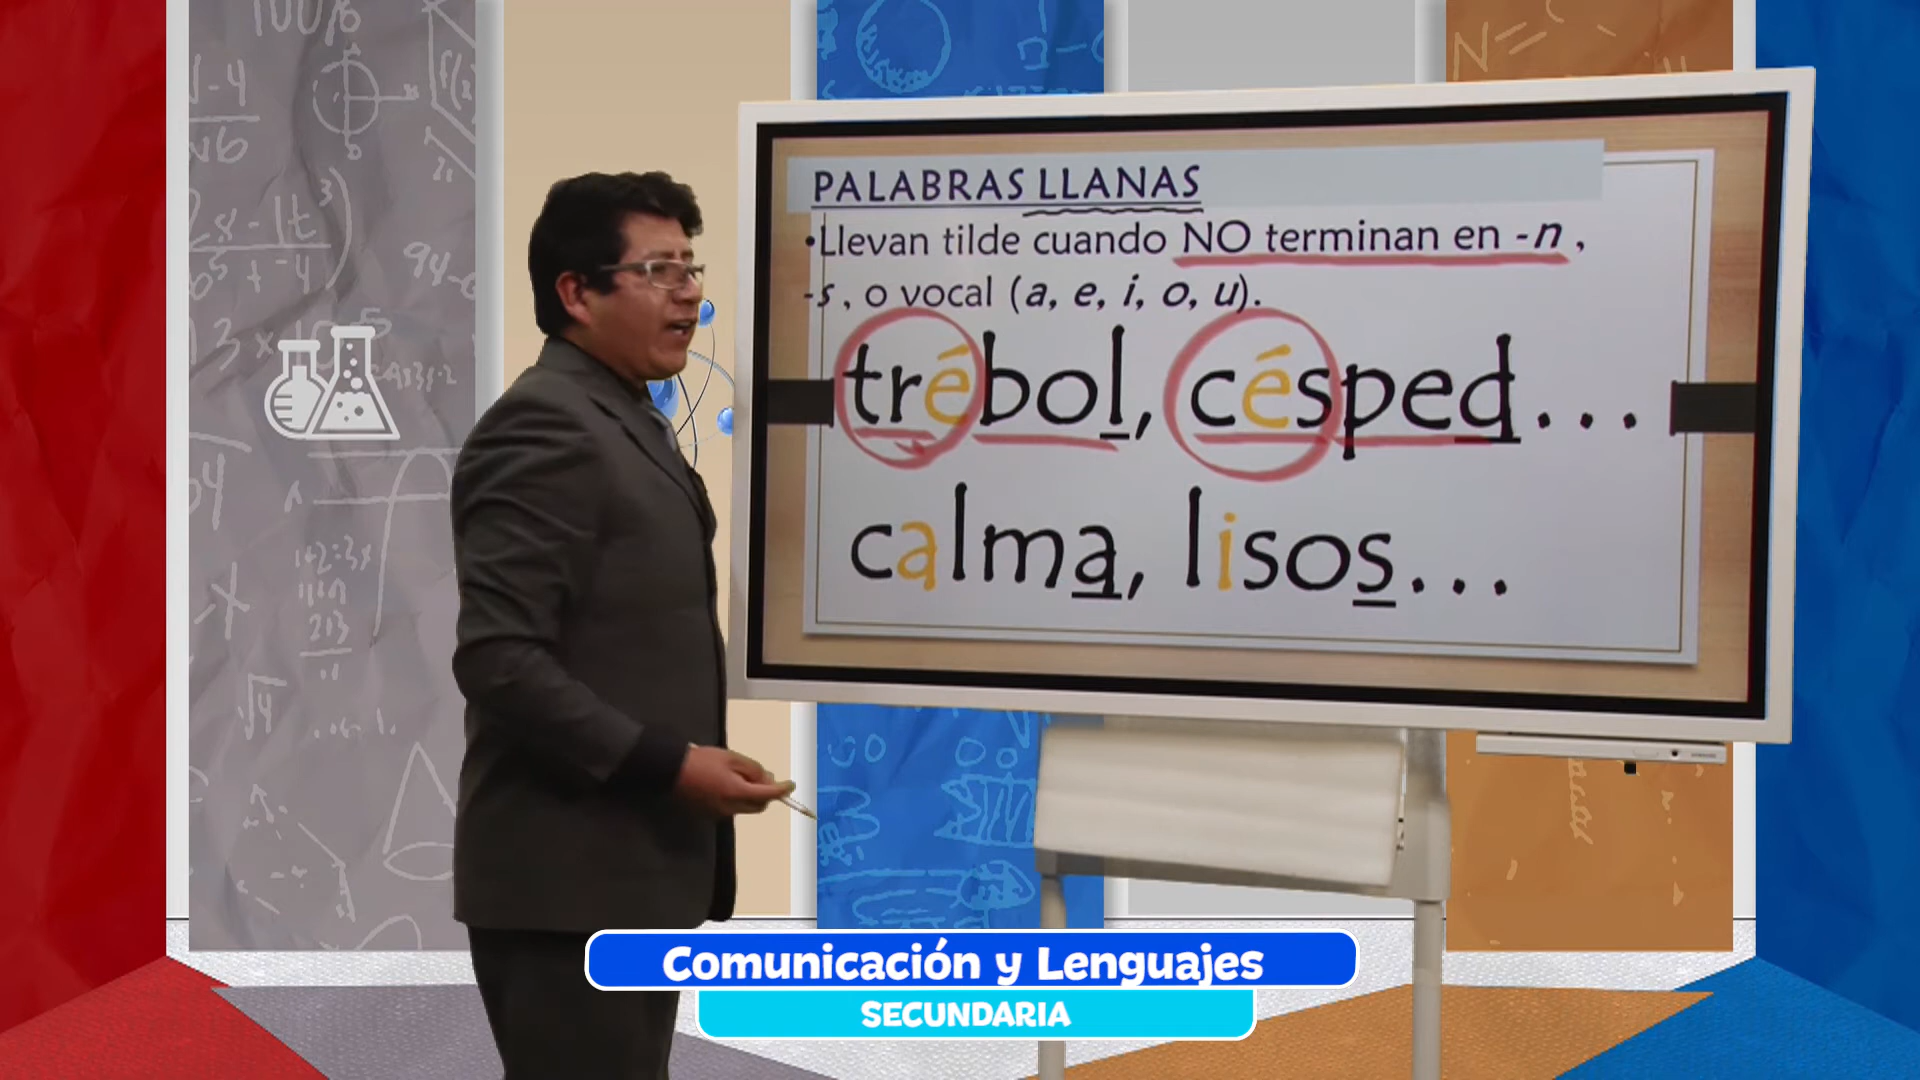 PALABRAS LLANAS
•Llevan tilde cuando NO terminan en -n ,
-s , o vocal (a, e, i, o, u).
trébol, césped...
calma, lisos...
Comunicación y Lenguajes
SECUNDARIA